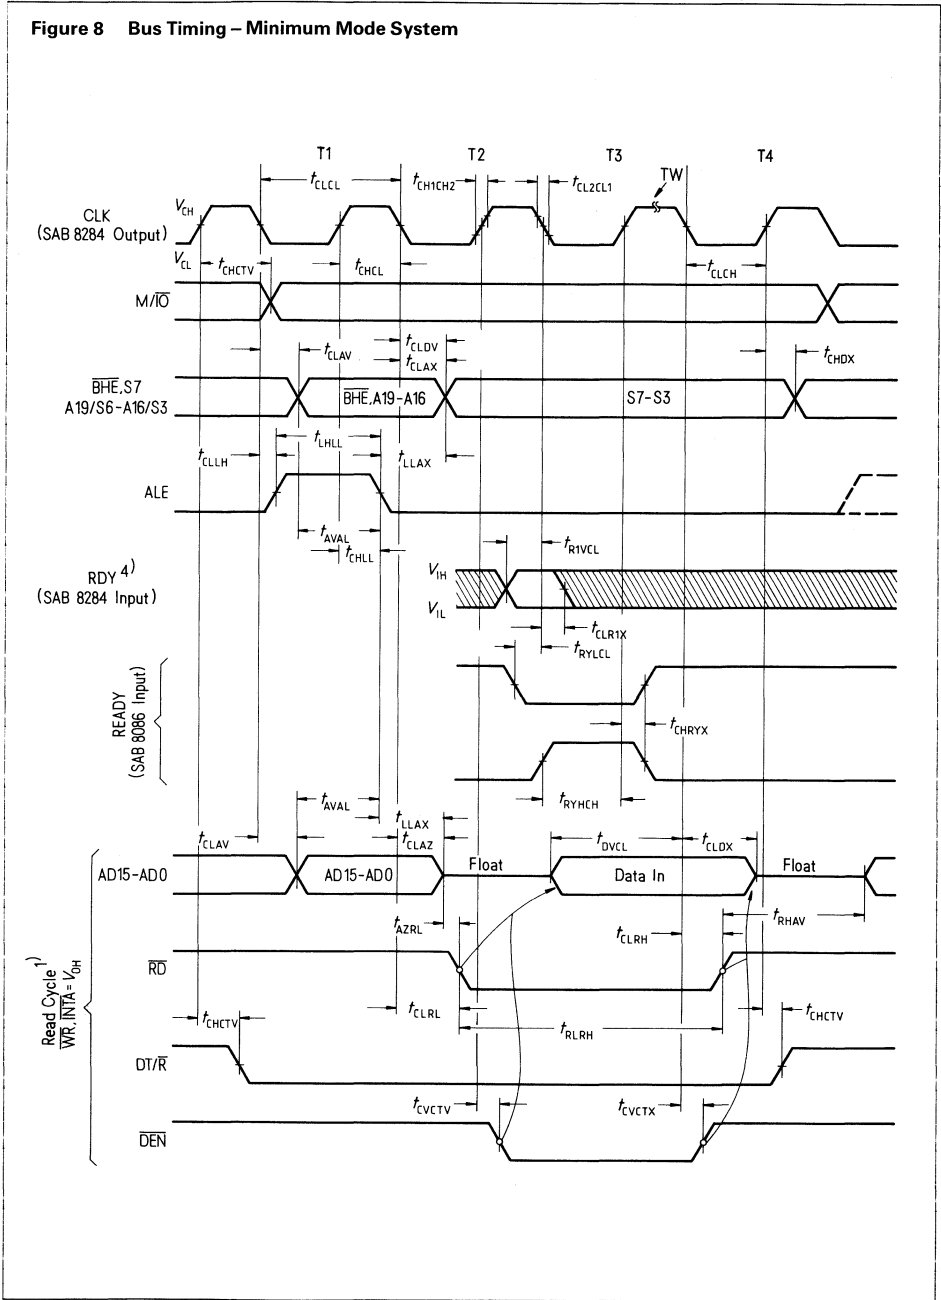 Figure 8 Bus Timing – Minimum Mode System
T1 T2 T3 T4
TW
tCLCL tCH1CH2 tCL2CL1
VCH
CLK
(SAB 8284 Output)
VCL
tCHCTV tCHCL tCLCH
M/IO
tCLAV tCLDV tCHDX
tCLAX
BHE,S7
A19/S6-A16/S3
BHE,A19-A16 S7-S3
tLHLL
tCLLH tLLAX
ALE
tAVAL
tCHLL
tR1VCL
RDY 4)
(SAB 8284 Input)
VIH
VIL
tCLR1X
tRYLCL
READY
(SAB 8086 Input)
tCHRYX
tRYHCH
tAVAL
tLLAX
tCLAV tCLAZ tDVCL tCLDX
AD15-AD0 AD15-AD0 Float Data In Float
tAZRL tCLRH tRHAV
RD
tCLRL tRLRH
tCHCTV tCHCTV
Read Cycle 1)
WR, INTA = VOH
DT/R
tCVCTV tCVCTX
DEN